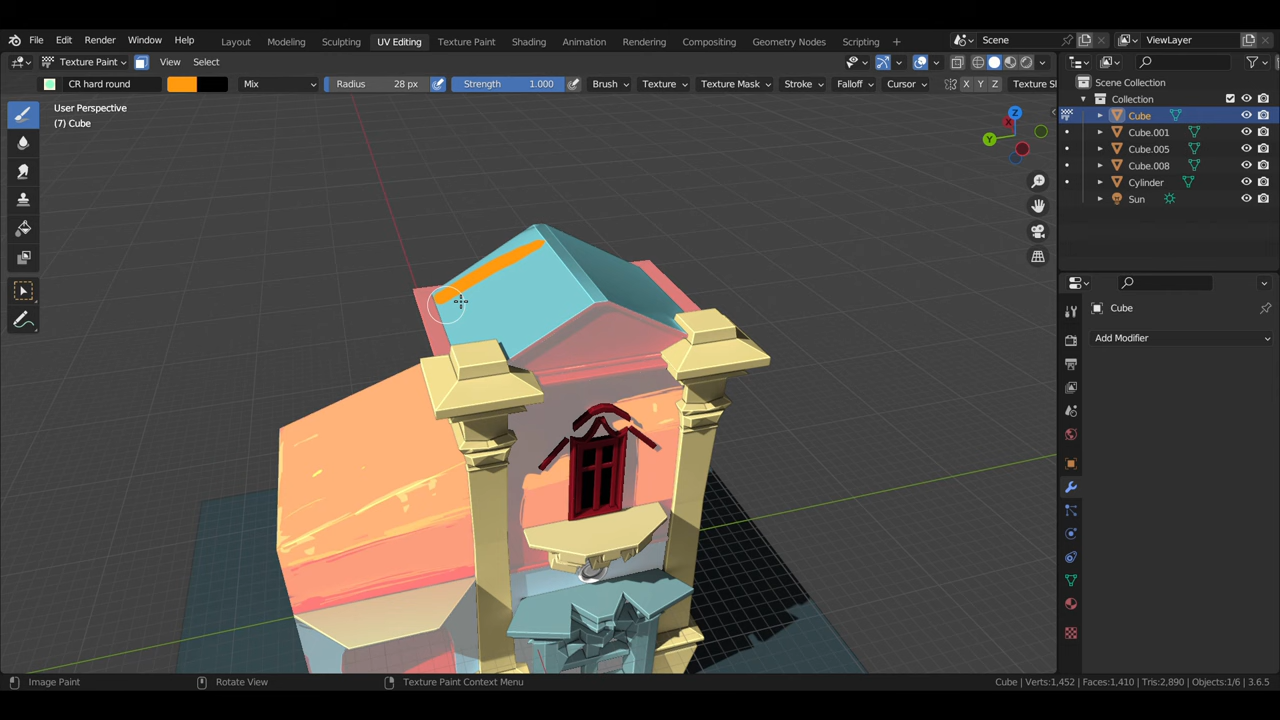 File Edit Render Window Help Layout Modeling Sculpting UV Editing Texture Paint Shading Animation Rendering Compositing Geometry Nodes Scripting + Scene ViewLayer
Texture Paint View Select
Scene Collection
CR hard round Mix Radius 28 px Strength 1.000 Brush Texture Texture Mask Stroke Falloff Cursor X Y Z Texture Sl
Collection
User Perspective
(7) Cube
Cube
Cube.001
Cube.005
Cube.008
Cylinder
Sun
Z
X
Y
Cube
Add Modifier
Image Paint Rotate View Texture Paint Context Menu Cube | Verts:1,452 | Faces:1,410 | Tris:2,890 | Objects:1/6 | 3.6.5